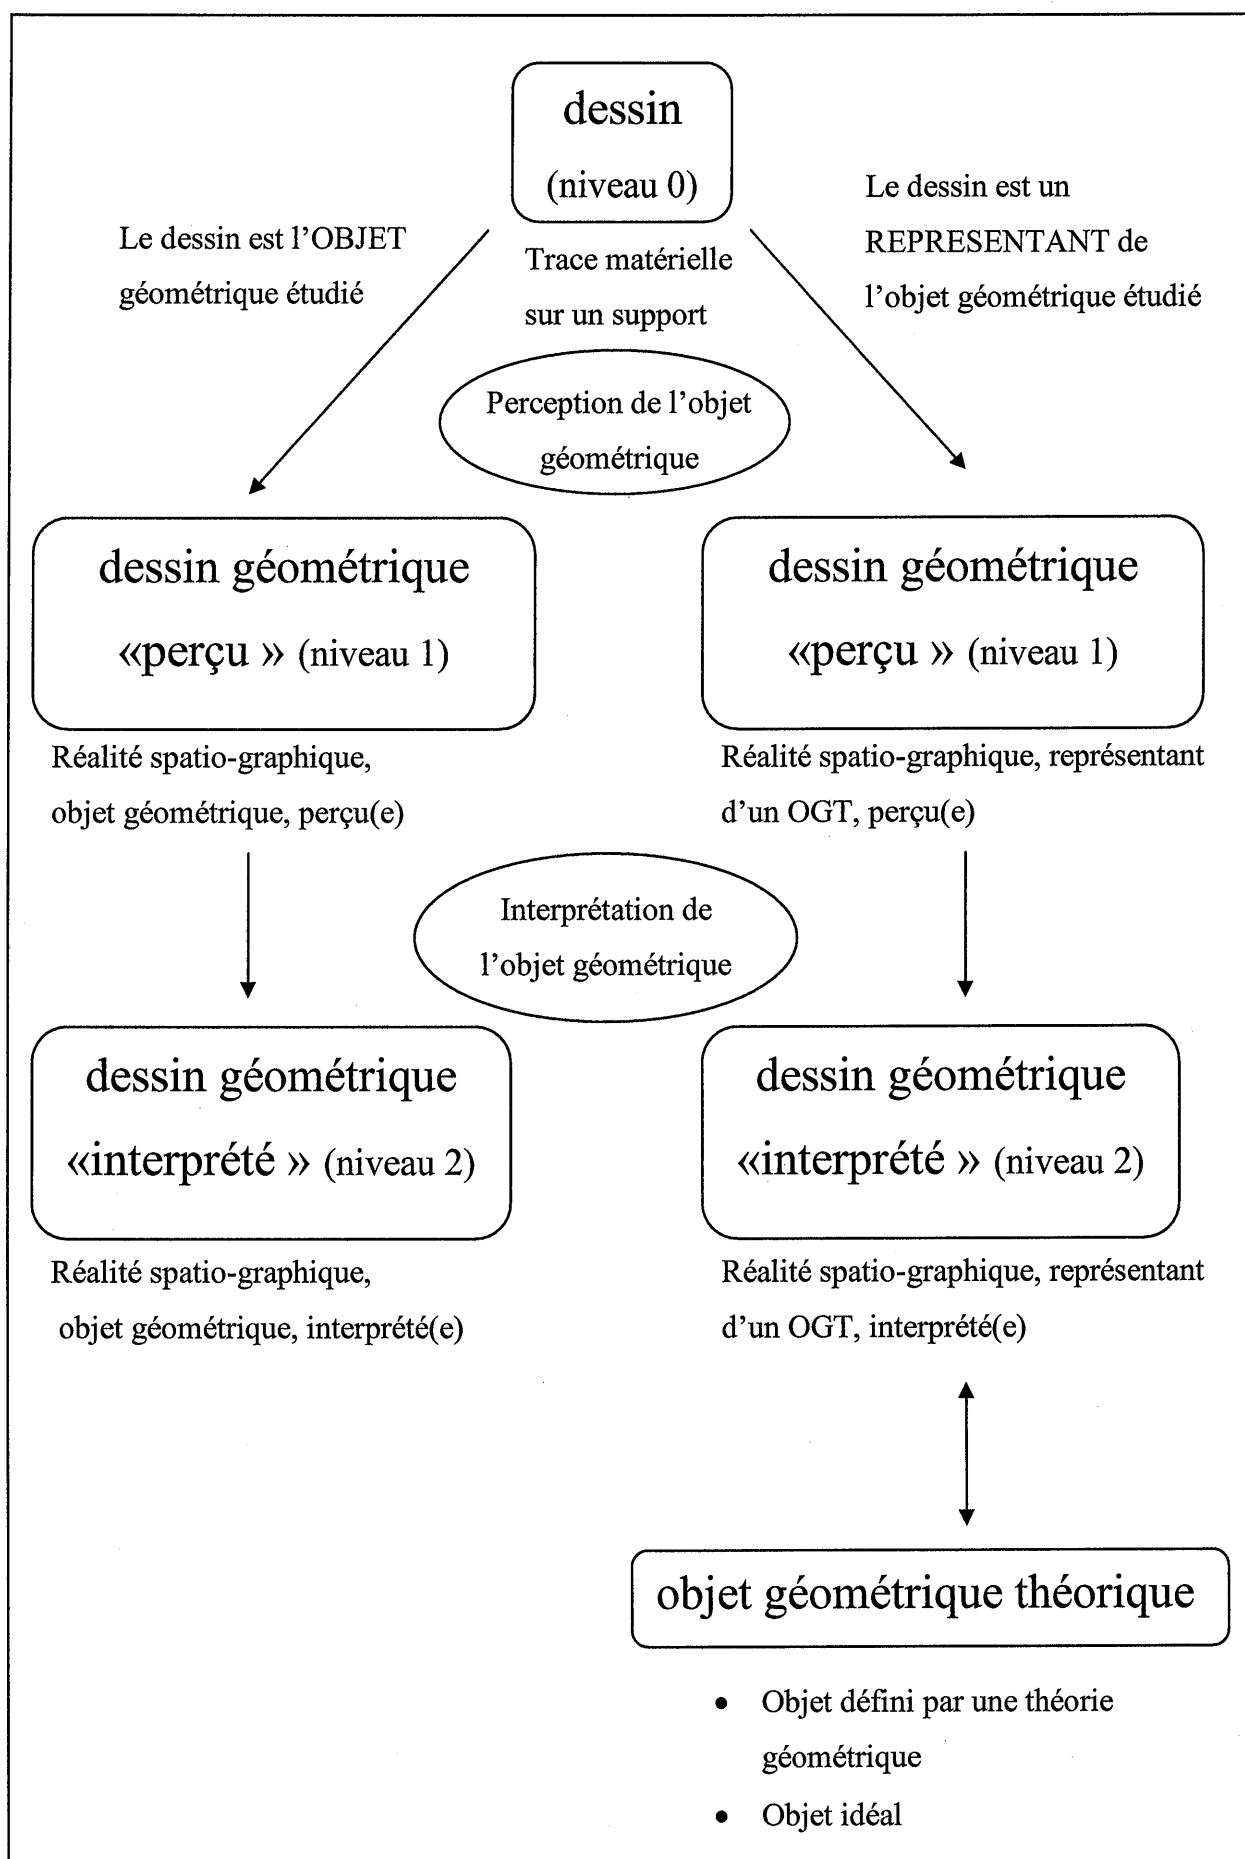 dessin
(niveau 0)
Le dessin est l’OBJET
géométrique étudié
Trace matérielle
sur un support
Le dessin est un
REPRESENTANT de
l’objet géométrique étudié
Perception de l’objet
géométrique
dessin géométrique
«perçu » (niveau 1)
Réalité spatio-graphique,
objet géométrique, perçu(e)
dessin géométrique
«perçu » (niveau 1)
Réalité spatio-graphique, représentant
d’un OGT, perçu(e)
Interprétation de
l’objet géométrique
dessin géométrique
«interprété » (niveau 2)
Réalité spatio-graphique,
objet géométrique, interprété(e)
dessin géométrique
«interprété » (niveau 2)
Réalité spatio-graphique, représentant
d’un OGT, interprété(e)
objet géométrique théorique
• Objet défini par une théorie
géométrique
• Objet idéal